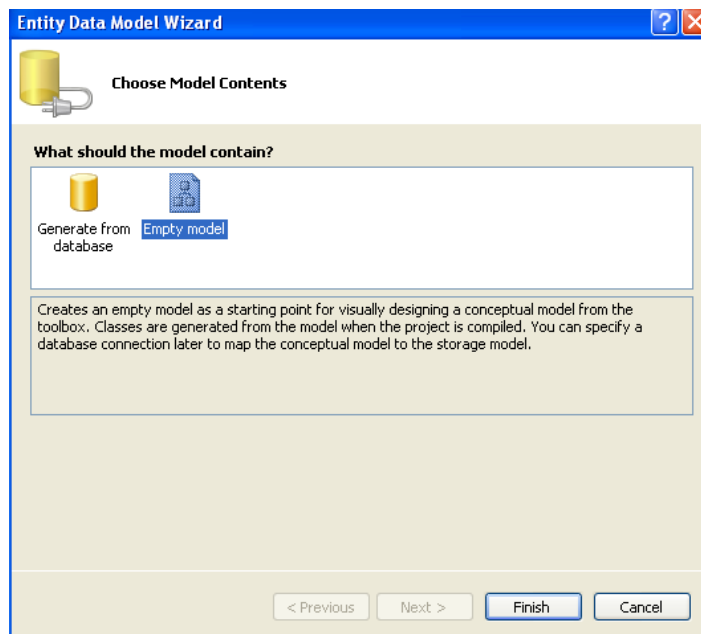 Entity Data Model Wizard
Choose Model Contents
What should the model contain?
Generate from
database
Empty model
Creates an empty model as a starting point for visually designing a conceptual model from the
toolbox. Classes are generated from the model when the project is compiled. You can specify a
database connection later to map the conceptual model to the storage model.
< Previous
Next >
Finish
Cancel